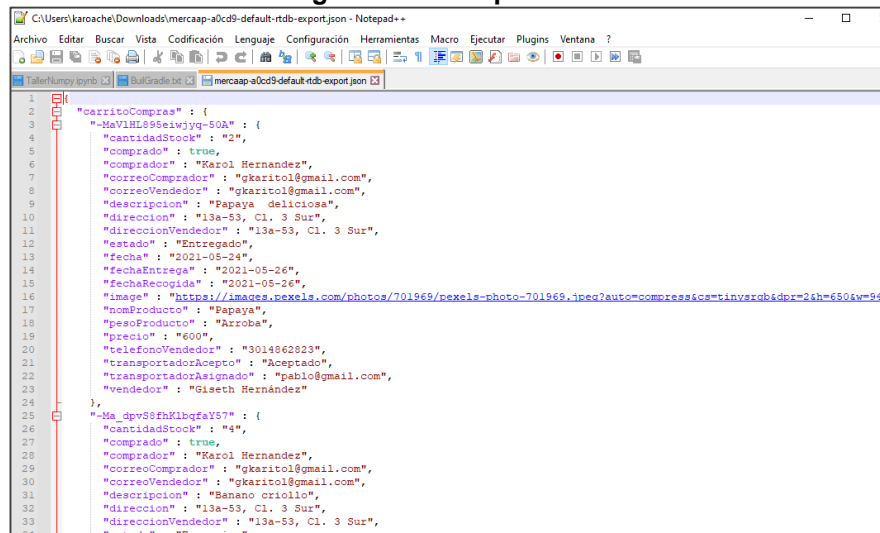 C:\Users\karoache\Downloads\mercaap-a0cd9-default-rtdb-export.json - Notepad++
Archivo Editar Buscar Vista Codificación Lenguaje Configuración Herramientas Macro Ejecutar Plugins Ventana ?
TallerNumpy.ipynb BuilGradle.txt mercaap-a0cd9-default-rtdb-export.json
1 {
2 "carritoCompras" : {
3 "-MaVlHL895eiwjyq-50A" : {
4 "cantidadStock" : "2",
5 "comprado" : true,
6 "comprador" : "Karol Hernandez",
7 "correoComprador" : "gkaritol@gmail.com",
8 "correoVendedor" : "gkaritol@gmail.com",
9 "descripcion" : "Papaya  deliciosa",
10 "direccion" : "13a-53, Cl. 3 Sur",
11 "direccionVendedor" : "13a-53, Cl. 3 Sur",
12 "estado" : "Entregado",
13 "fecha" : "2021-05-24",
14 "fechaEntrega" : "2021-05-26",
15 "fechaRecogida" : "2021-05-26",
16 "image" : "https://images.pexels.com/photos/701969/pexels-photo-701969.jpeg?auto=compress&cs=tinysrgb&dpr=2&h=650&w=94
17 "nomProducto" : "Papaya",
18 "pesoProducto" : "Arroba",
19 "precio" : "600",
20 "telefonoVendedor" : "3014862823",
21 "transportadorAcepto" : "Aceptado",
22 "transportadorAsignado" : "pablo@gmail.com",
23 "vendedor" : "Giseth Hernández"
24 },
25 "-Ma_dpvS8fhKlbqfaY57" : {
26 "cantidadStock" : "4",
27 "comprado" : true,
28 "comprador" : "Karol Hernandez",
29 "correoComprador" : "gkaritol@gmail.com",
30 "correoVendedor" : "gkaritol@gmail.com",
31 "descripcion" : "Banano criollo",
32 "direccion" : "13a-53, Cl. 3 Sur",
33 "direccionVendedor" : "13a-53, Cl. 3 Sur",